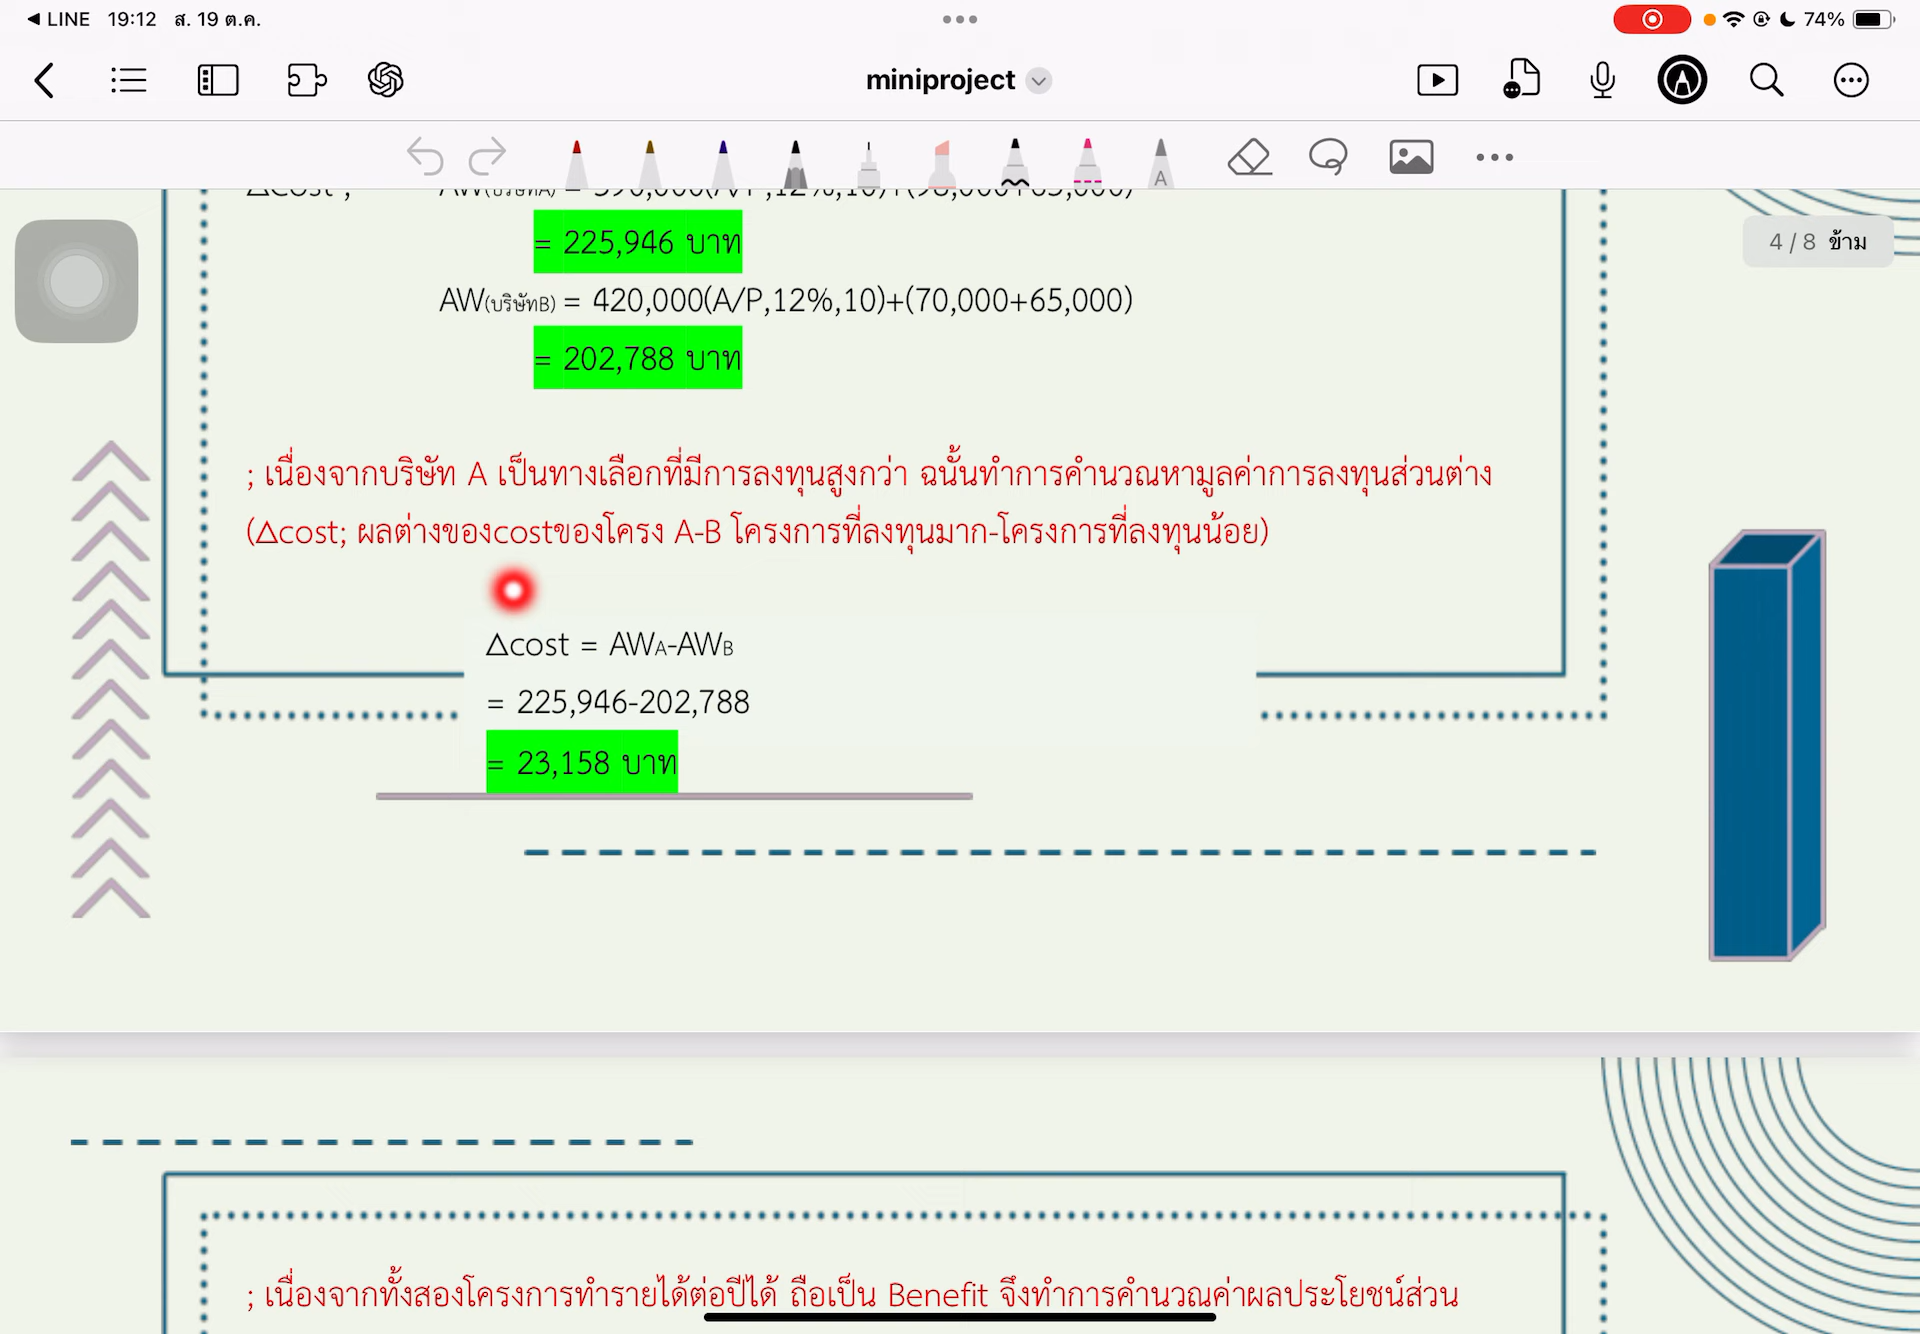 LINE 19:12 ส. 19 ต.ค.
74%
miniproject
4 / 8 ข้าม
= 225,946 บาท
AW(บริษัทB) = 420,000(A/P,12%,10)+(70,000+65,000)
= 202,788 บาท
; เนื่องจากบริษัท A เป็นทางเลือกที่มีการลงทุนสูงกว่า ฉนั้นทำการคำนวณหามูลค่าการลงทุนส่วนต่าง
(Δcost; ผลต่างของcostของโครง A-B โครงการที่ลงทุนมาก-โครงการที่ลงทุนน้อย)
Δcost = AWA-AWB
= 225,946-202,788
= 23,158 บาท
; เนื่องจากทั้งสองโครงการทำรายได้ต่อปีได้ ถือเป็น Benefit จึงทำการคำนวณค่าผลประโยชน์ส่วน